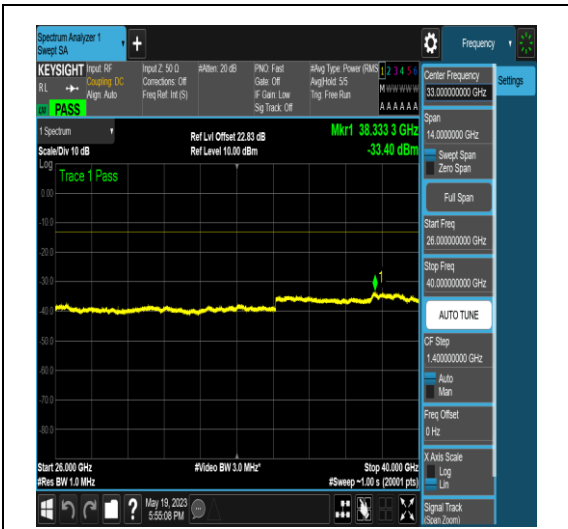 Spectrum Analyzer 1
Swept SA
Frequency
KEYSIGHT
RL
PASS
Input: RF
Coupling: DC
Align: Auto
Input Z: 50 Ω
Corrections: Off
Freq Ref: Int (S)
#Atten: 20 dB
PNO: Fast
Gate: Off
IF Gain: Low
Sig Track: Off
#Avg Type: Power (RMS
Avg|Hold: 5/5
Trig: Free Run
1 2 3 4 5 6
M W W W W W
A A A A A A
Center Frequency
33.000000000 GHz
Settings
Span
14.0000000 GHz
Swept Span
Zero Span
Full Span
Start Freq
26.000000000 GHz
Stop Freq
40.000000000 GHz
AUTO TUNE
CF Step
1.400000000 GHz
Auto
Man
Freq Offset
0 Hz
X Axis Scale
Log
Lin
Signal Track
(Span Zoom)
1 Spectrum
Scale/Div 10 dB
Ref Lvl Offset 22.83 dB
Ref Level 10.00 dBm
Mkr1 38.333 3 GHz
-33.40 dBm
Log
Trace 1 Pass
0.00
-10.0
-20.0
-30.0
-40.0
-50.0
-60.0
-70.0
-80.0
1
Start 26.000 GHz
#Res BW 1.0 MHz
#Video BW 3.0 MHz*
Stop 40.000 GHz
#Sweep ~1.00 s (20001 pts)
?
May 19, 2023
5:55:08 PM